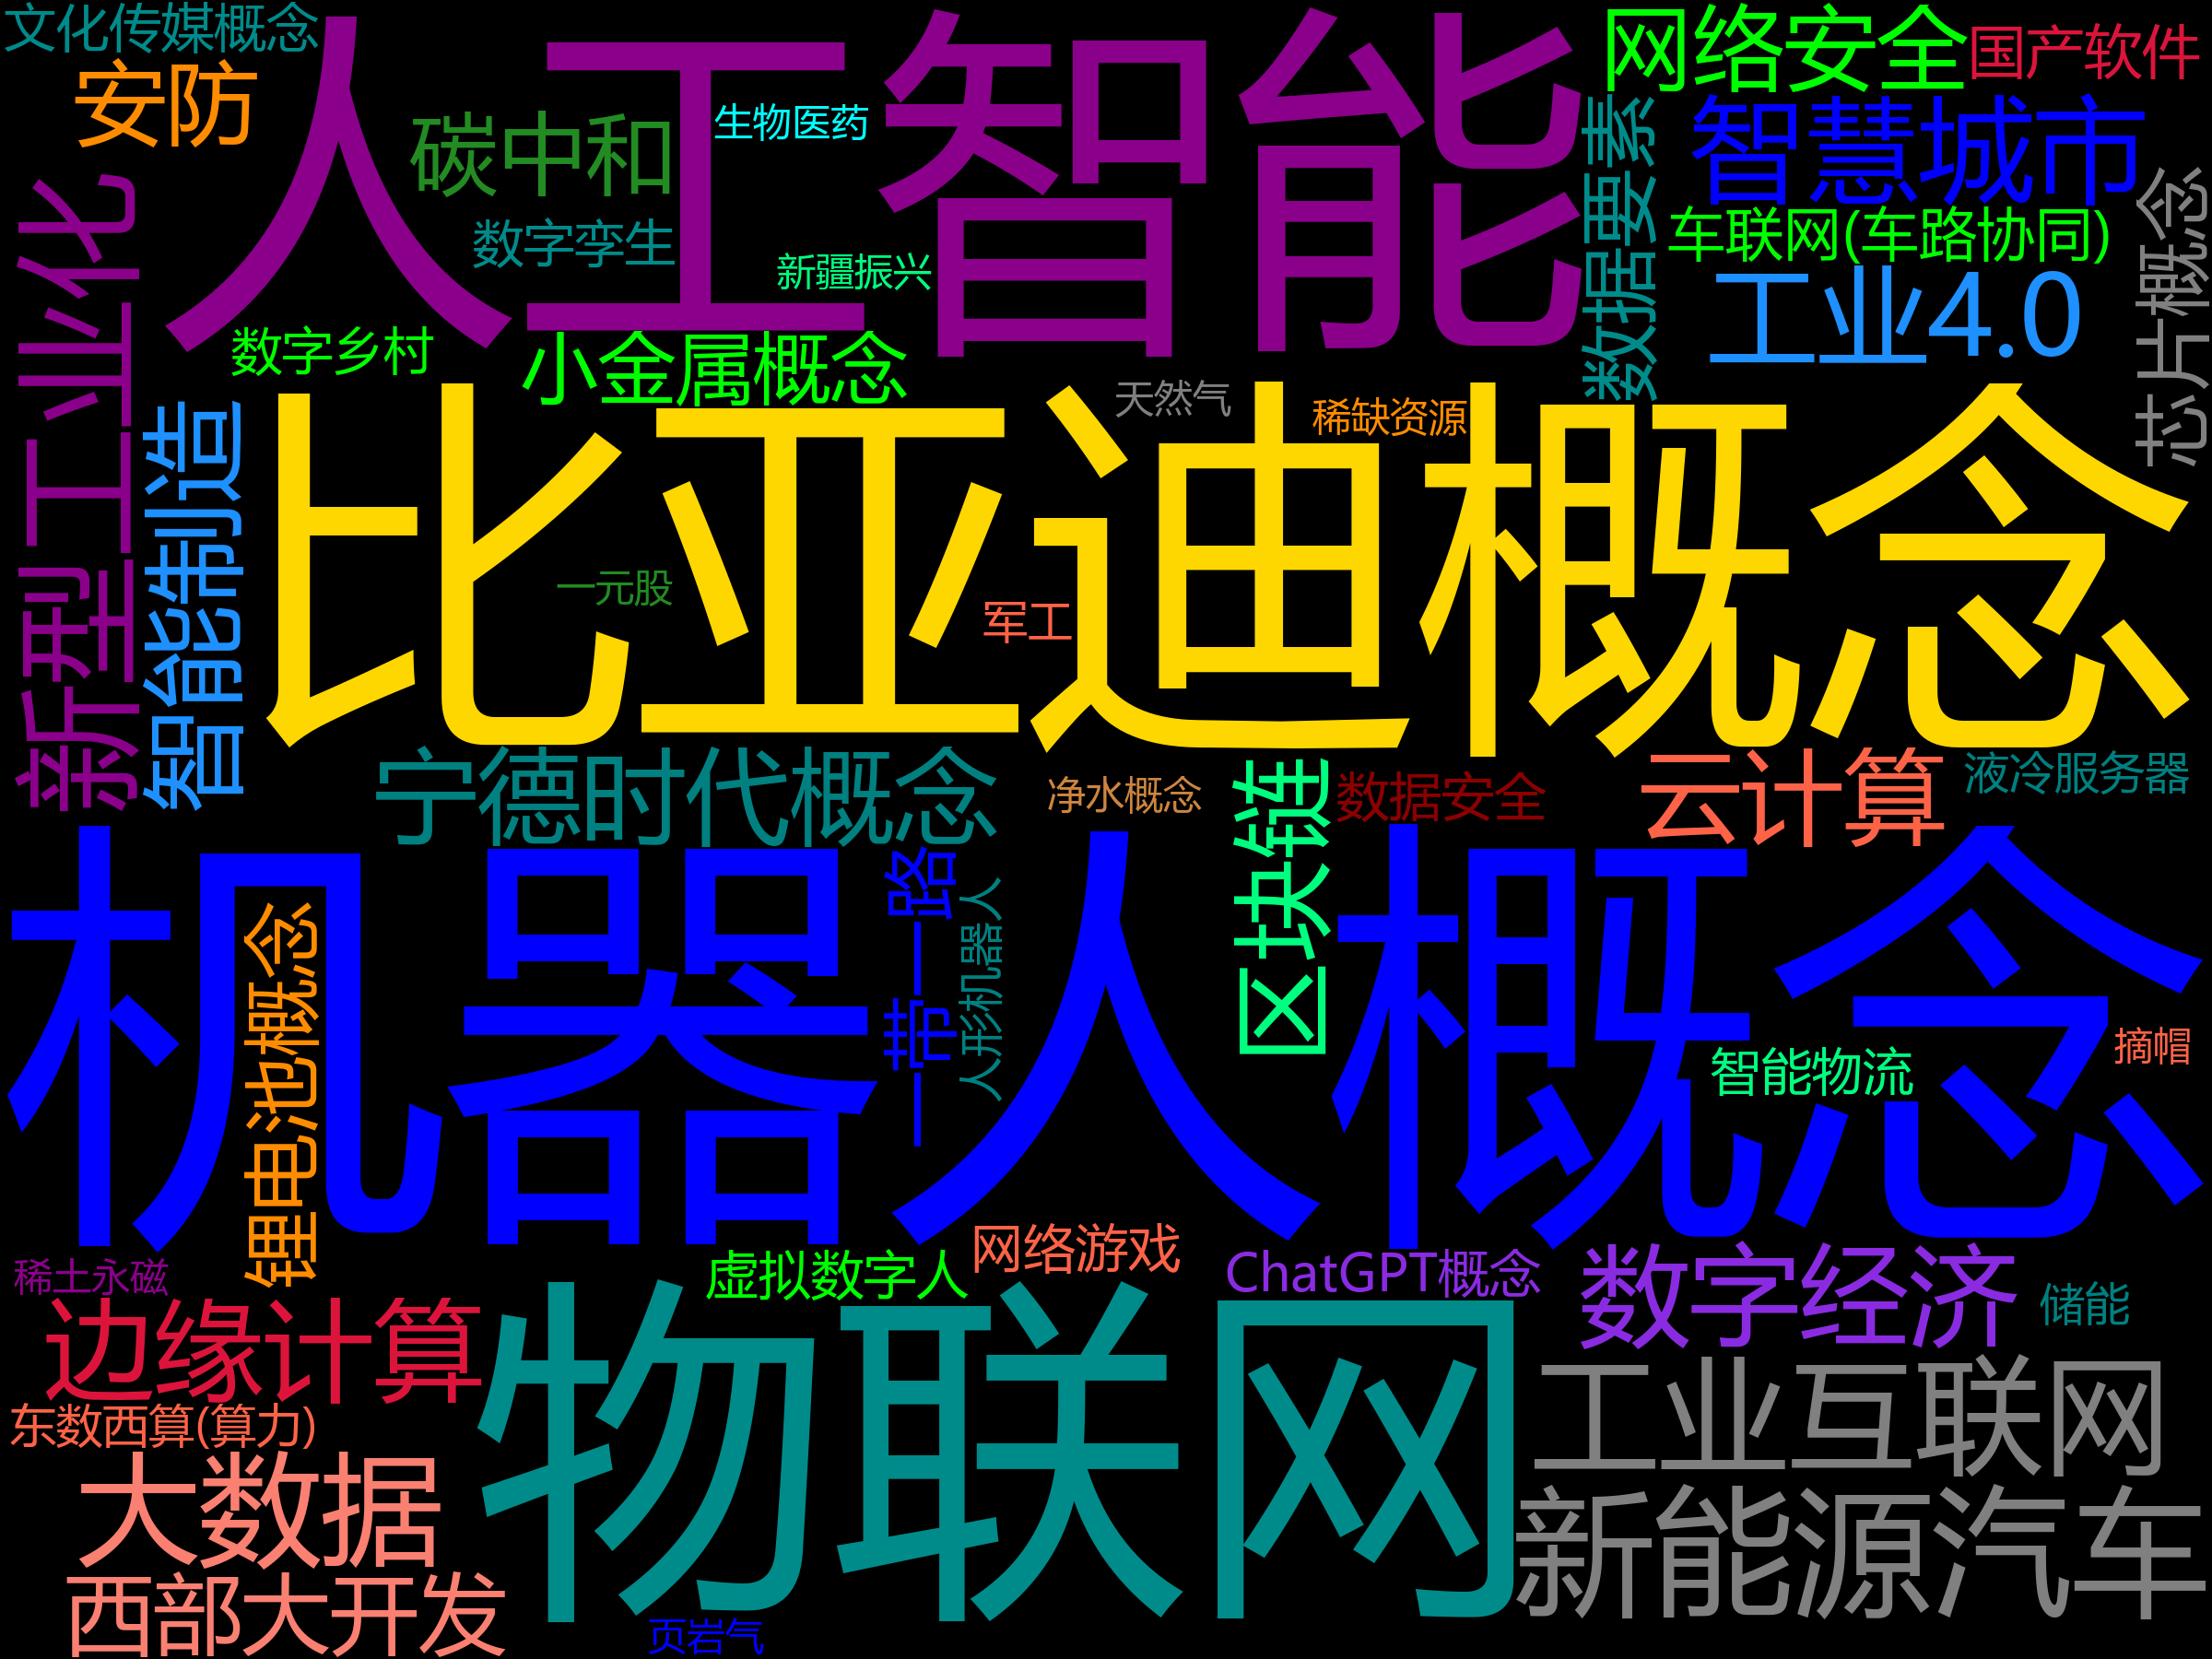 文化传媒概念
人工智能
网络安全
国产软件
安防
碳中和
生物医药
数据要素
智慧城市
芯片概念
新型工业化
数字孪生
新疆振兴
车联网(车路协同)
工业4.0
数字乡村
小金属概念
天然气
稀缺资源
智能制造
比亚迪概念
一元股
军工
宁德时代概念
净水概念
区块链
数据安全
云计算
液冷服务器
机器人概念
锂电池概念
一带一路
人形机器人
智能物流
摘帽
稀土永磁
虚拟数字人
网络游戏
ChatGPT概念
数字经济
储能
边缘计算
物联网
工业互联网
东数西算(算力)
大数据
新能源汽车
西部大开发
页岩气